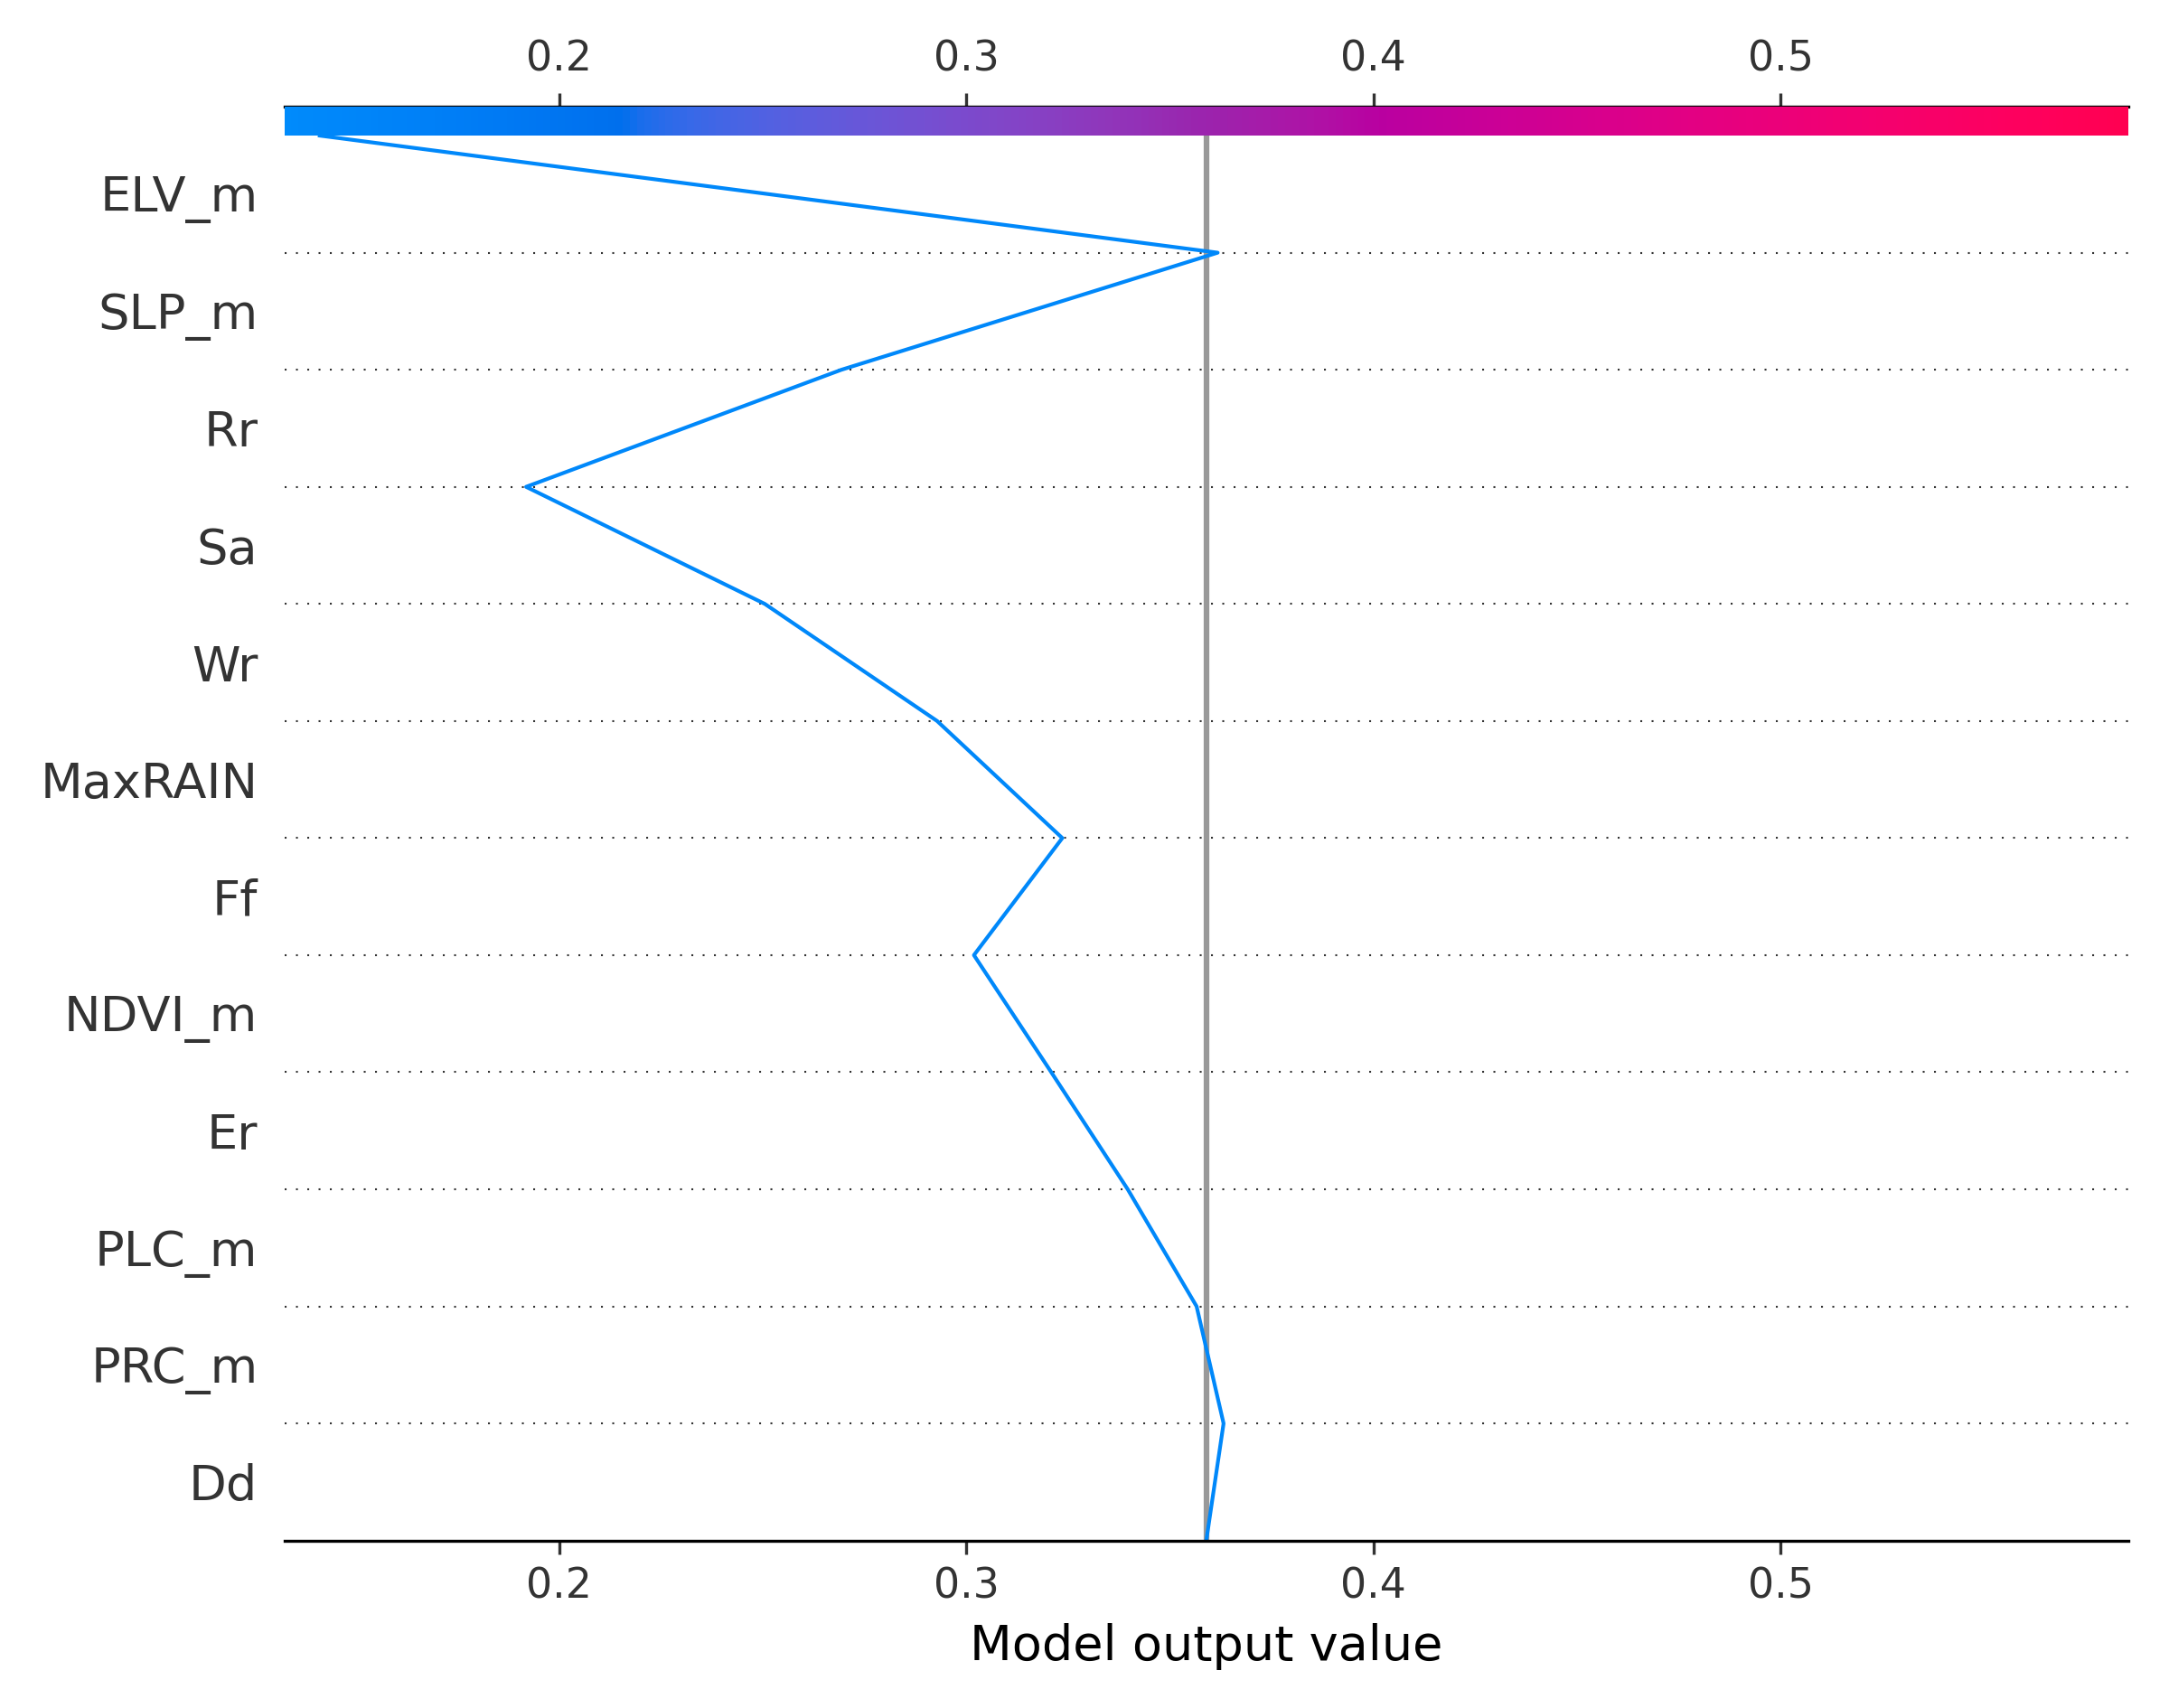 0.2 0.3 0.4 0.5
ELV_m
SLP_m
Rr
Sa
Wr
MaxRAIN
Ff
NDVI_m
Er
PLC_m
PRC_m
Dd
0.2 0.3 0.4 0.5
Model output value